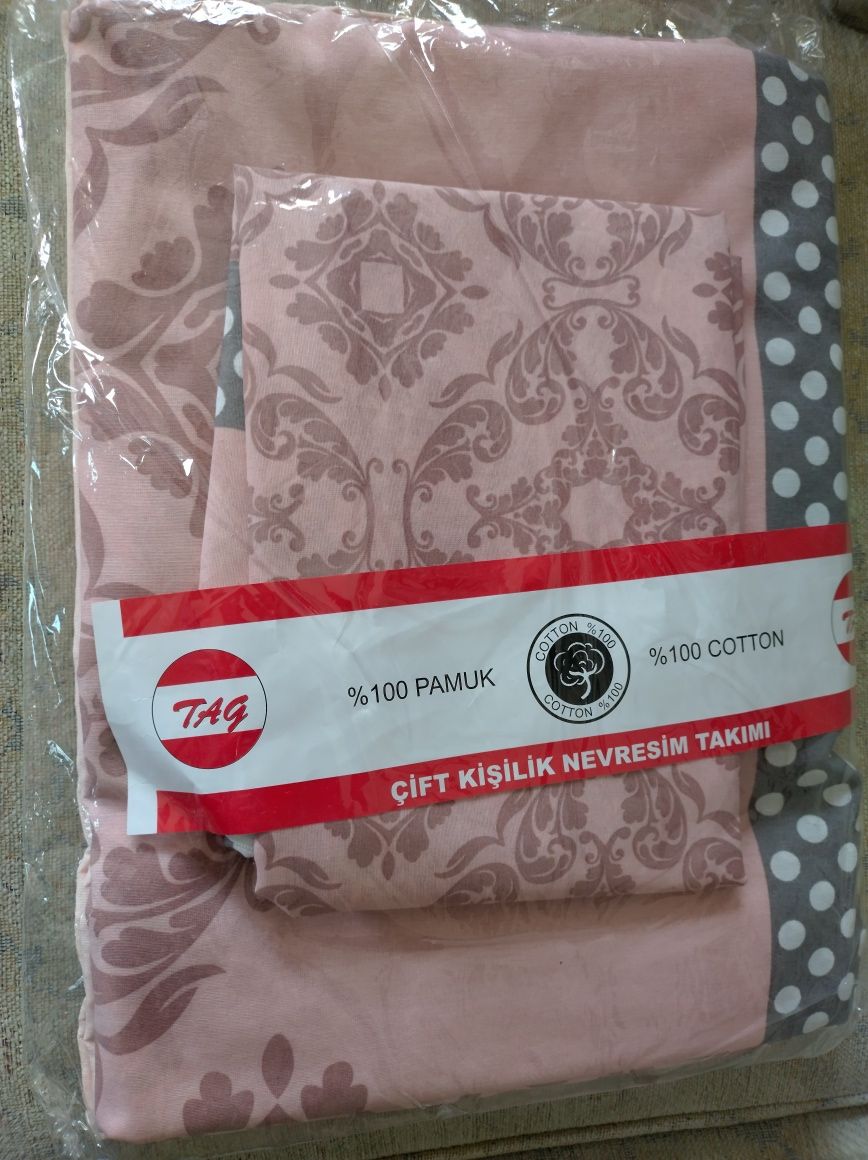 TAG
%100 PAMUK
COTTON %100
COTTON %100
%100 COTTON
ÇİFT KİŞİLİK NEVRESİM TAKIMI